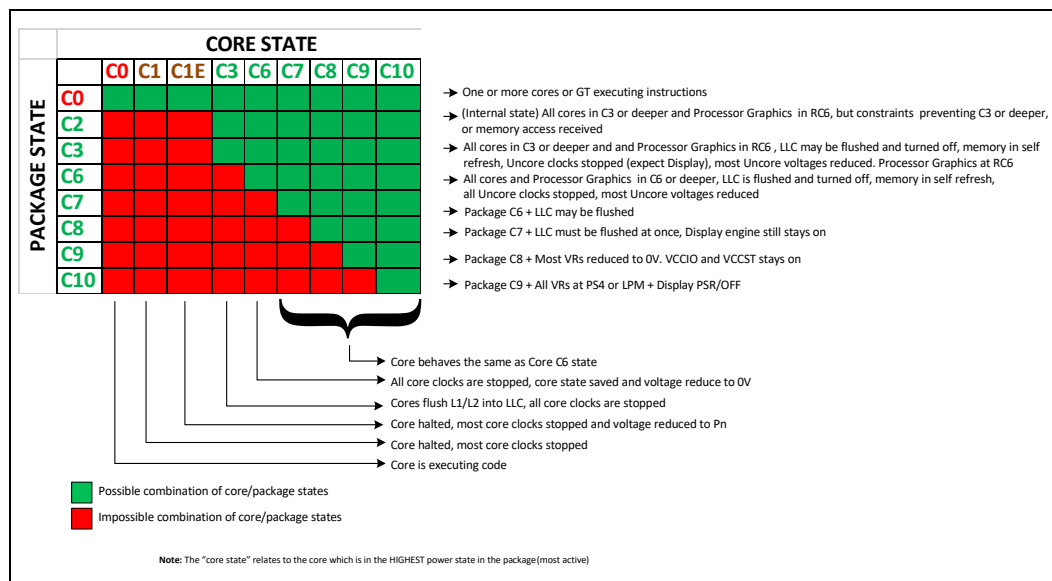 CORE STATE
C0 C1 C1E C3 C6 C7 C8 C9 C10
PACKAGE STATE
C0
C2
C3
C6
C7
C8
C9
C10
One or more cores or GT executing instructions
(Internal state) All cores in C3 or deeper and Processor Graphics in RC6, but constraints preventing C3 or deeper,
or memory access received
All cores in C3 or deeper and and Processor Graphics in RC6 , LLC may be flushed and turned off, memory in self
refresh, Uncore clocks stopped (expect Display), most Uncore voltages reduced. Processor Graphics at RC6
All cores and Processor Graphics in C6 or deeper, LLC is flushed and turned off, memory in self refresh,
all Uncore clocks stopped, most Uncore voltages reduced
Package C6 + LLC may be flushed
Package C7 + LLC must be flushed at once, Display engine still stays on
Package C8 + Most VRs reduced to 0V. VCCIO and VCCST stays on
Package C9 + All VRs at PS4 or LPM + Display PSR/OFF
Core behaves the same as Core C6 state
All core clocks are stopped, core state saved and voltage reduce to 0V
Cores flush L1/L2 into LLC, all core clocks are stopped
Core halted, most core clocks stopped and voltage reduced to Pn
Core halted, most core clocks stopped
Core is executing code
Possible combination of core/package states
Impossible combination of core/package states
Note: The “core state” relates to the core which is in the HIGHEST power state in the package (most active)